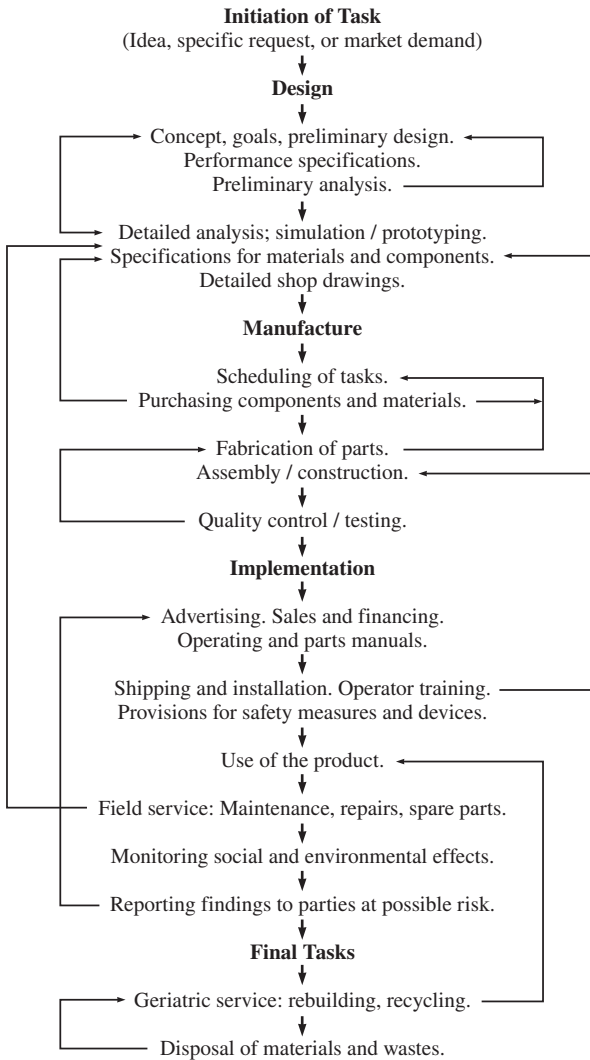 Initiation of Task
(Idea, specific request, or market demand)
Design
Concept, goals, preliminary design.
Performance specifications.
Preliminary analysis.
Detailed analysis; simulation / prototyping.
Specifications for materials and components.
Detailed shop drawings.
Manufacture
Scheduling of tasks.
Purchasing components and materials.
Fabrication of parts.
Assembly / construction.
Quality control / testing.
Implementation
Advertising. Sales and financing.
Operating and parts manuals.
Shipping and installation. Operator training.
Provisions for safety measures and devices.
Use of the product.
Field service: Maintenance, repairs, spare parts.
Monitoring social and environmental effects.
Reporting findings to parties at possible risk.
Final Tasks
Geriatric service: rebuilding, recycling.
Disposal of materials and wastes.